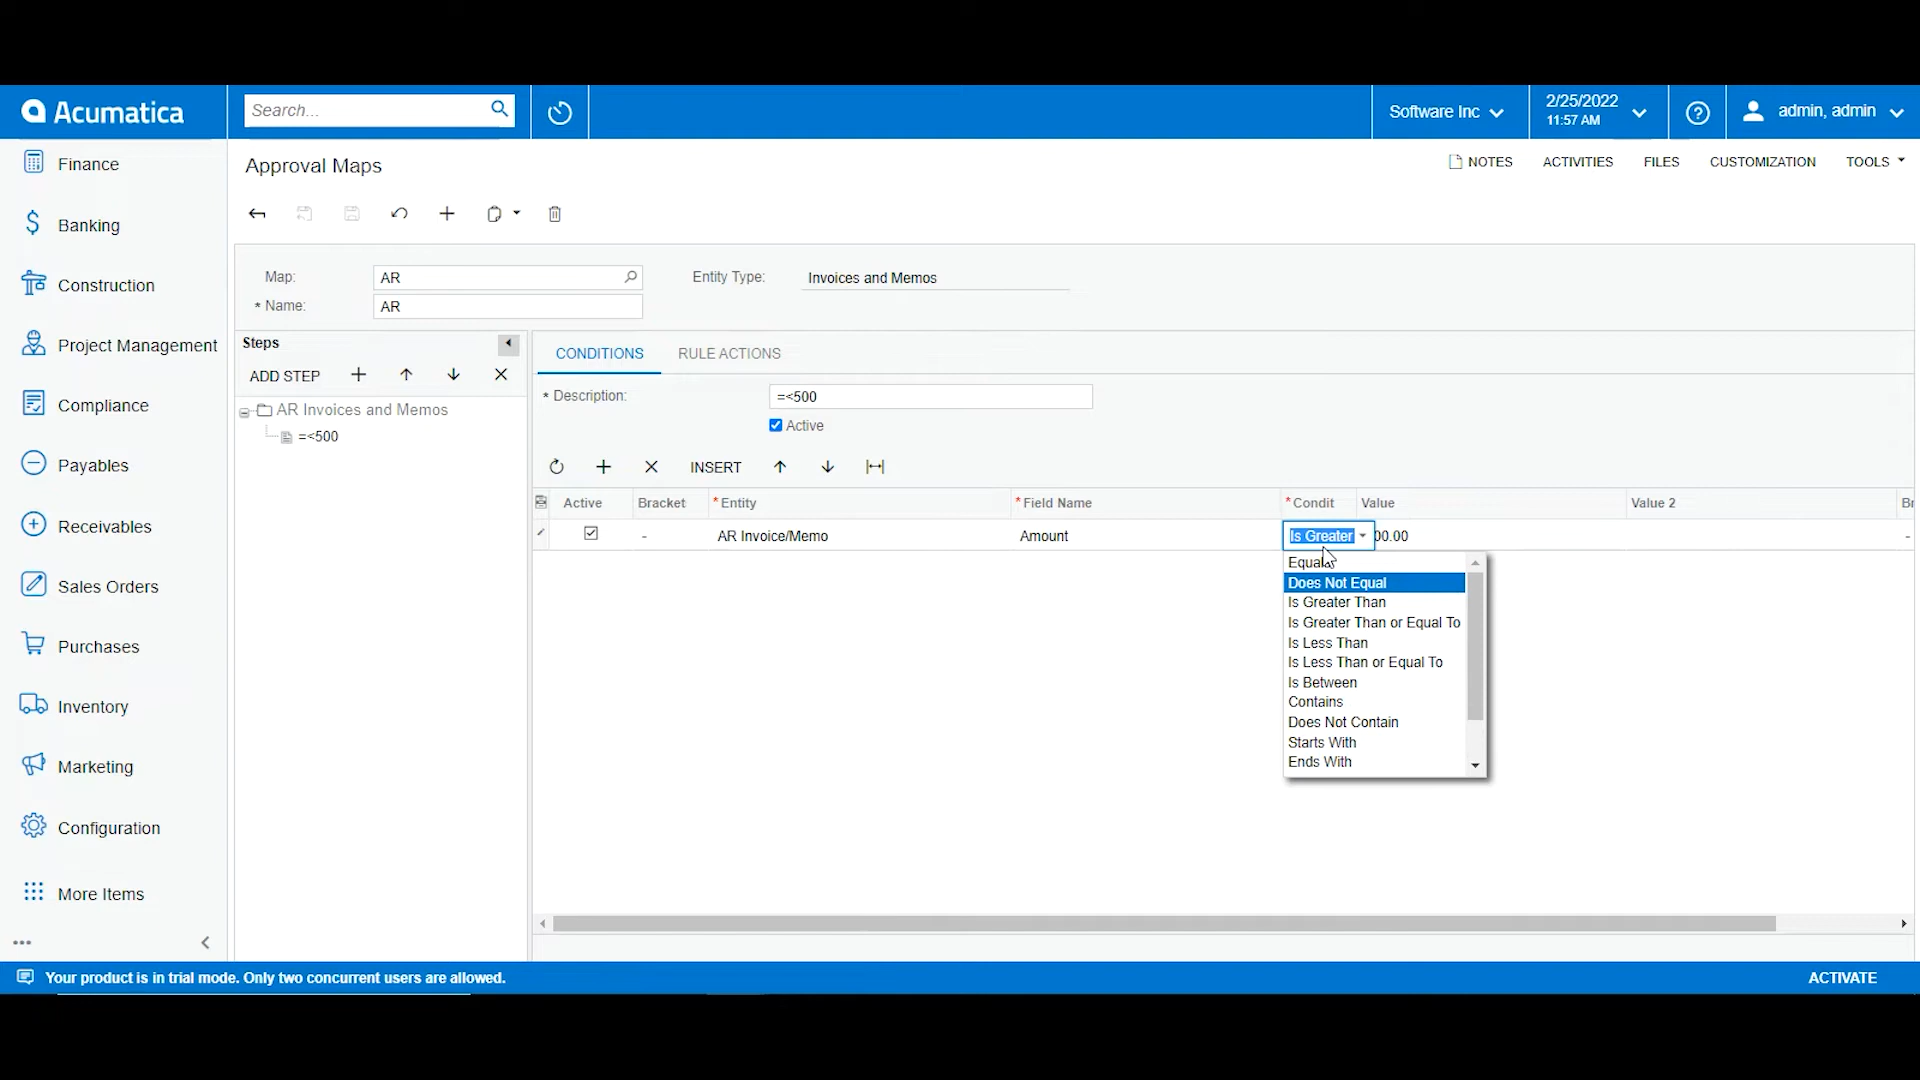 Acumatica
Search...
Software Inc
2/25/2022
11:57 AM
admin, admin
Finance
Banking
Construction
Project Management
Compliance
Payables
Receivables
Sales Orders
Purchases
Inventory
Marketing
Configuration
More Items
Approval Maps
NOTES
ACTIVITIES
FILES
CUSTOMIZATION
TOOLS
Map:
AR
Entity Type:
Invoices and Memos
* Name:
AR
Steps
ADD STEP
AR Invoices and Memos
=<500
CONDITIONS
RULE ACTIONS
* Description:
=<500
Active
INSERT
Active
Bracket
* Entity
* Field Name
* Condit
Value
Value 2
Br
-
AR Invoice/Memo
Amount
Is Greater
00.00
-
Equals
Does Not Equal
Is Greater Than
Is Greater Than or Equal To
Is Less Than
Is Less Than or Equal To
Is Between
Contains
Does Not Contain
Starts With
Ends With
Your product is in trial mode. Only two concurrent users are allowed.
ACTIVATE